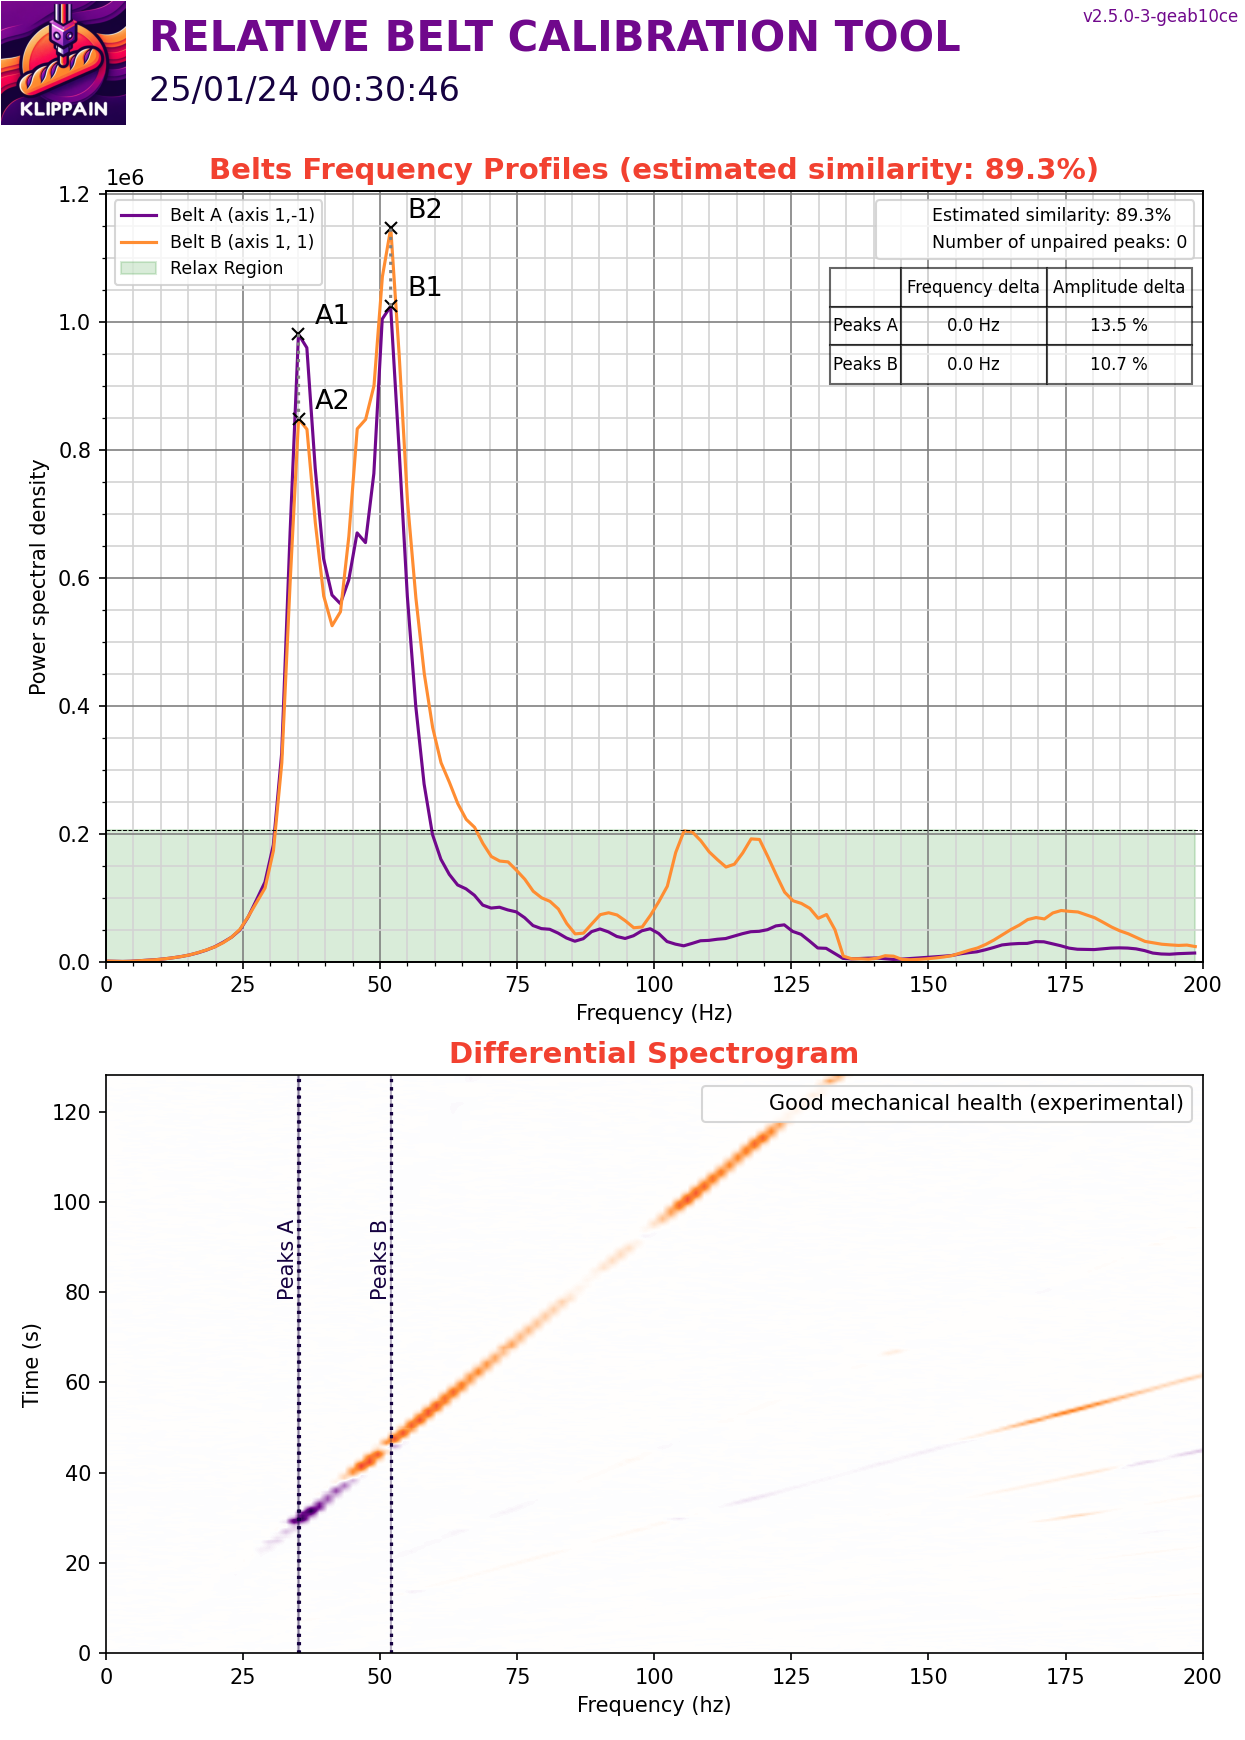 KLIPPAIN
RELATIVE BELT CALIBRATION TOOL
25/01/24 00:30:46
v2.5.0-3-geab10ce
Belts Frequency Profiles (estimated similarity: 89.3%)
1e6
Belt A (axis 1,-1)
Belt B (axis 1, 1)
Relax Region
Estimated similarity: 89.3%
Number of unpaired peaks: 0
Frequency delta Amplitude delta
Peaks A 0.0 Hz 13.5 %
Peaks B 0.0 Hz 10.7 %
B2
B1
A1
A2
1.2
1.0
0.8
0.6
0.4
0.2
0.0
Power spectral density
0 25 50 75 100 125 150 175 200
Frequency (Hz)
Differential Spectrogram
Good mechanical health (experimental)
Peaks A
Peaks B
120
100
80
60
40
20
0
Time (s)
0 25 50 75 100 125 150 175 200
Frequency (hz)